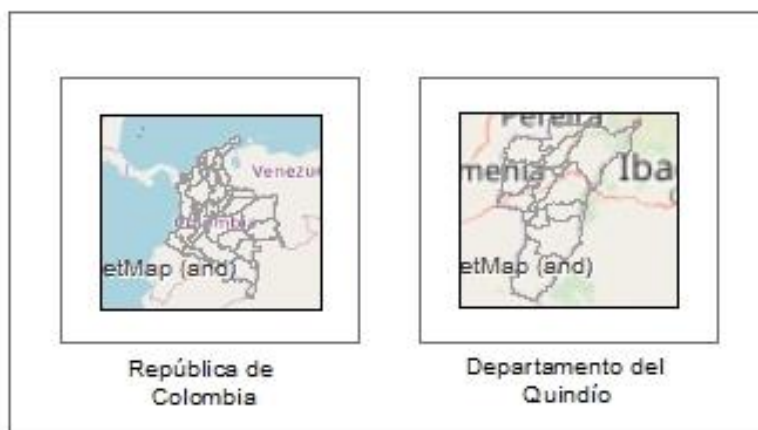 Venezu
Colombia
etMap (and)
República de
Colombia
Pereira
menia
Iba
etMap (and)
Departamento del
Quindío